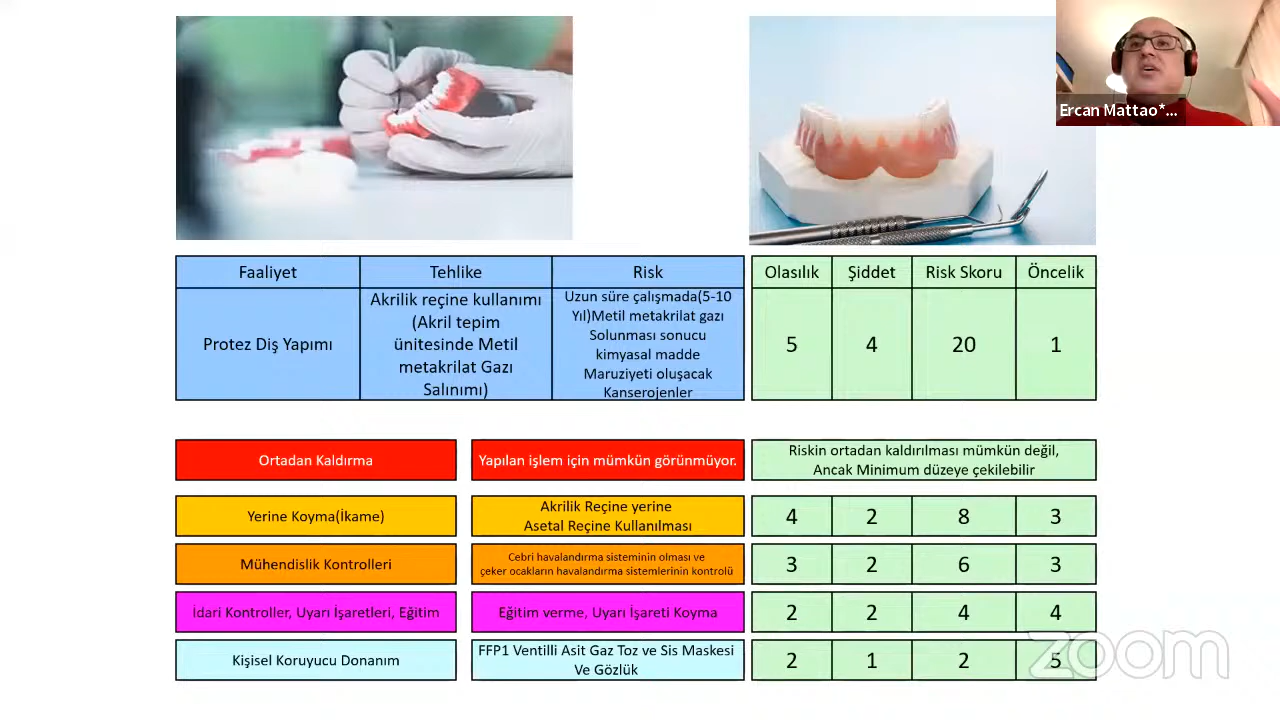 Ercan Mattao*...
Faaliyet
Tehlike
Risk
Olasılık
Şiddet
Risk Skoru
Öncelik
Protez Diş Yapımı
Akrilik reçine kullanımı
(Akril tepim
ünitesinde Metil
metakrilat Gazı
Salınımı)
Uzun süre çalışmada(5-10
Yıl)Metil metakrilat gazı
Solunması sonucu
kimyasal madde
Maruziyeti oluşacak
Kanserojenler
5
4
20
1
Ortadan Kaldırma
Yapılan işlem için mümkün görünmüyor.
Riskin ortadan kaldırılması mümkün değil,
Ancak Minimum düzeye çekilebilir
Yerine Koyma(İkame)
Akrilik Reçine yerine
Asetal Reçine Kullanılması
4
2
8
3
Mühendislik Kontrolleri
Cebri havalandırma sisteminin olması ve
çeker ocakların havalandırma sistemlerinin kontrolü
3
2
6
3
İdari Kontroller, Uyarı İşaretleri, Eğitim
Eğitim verme, Uyarı İşareti Koyma
2
2
4
4
Kişisel Koruyucu Donanım
FFP1 Ventilli Asit Gaz Toz ve Sis Maskesi
Ve Gözlük
2
1
2
5
zoom